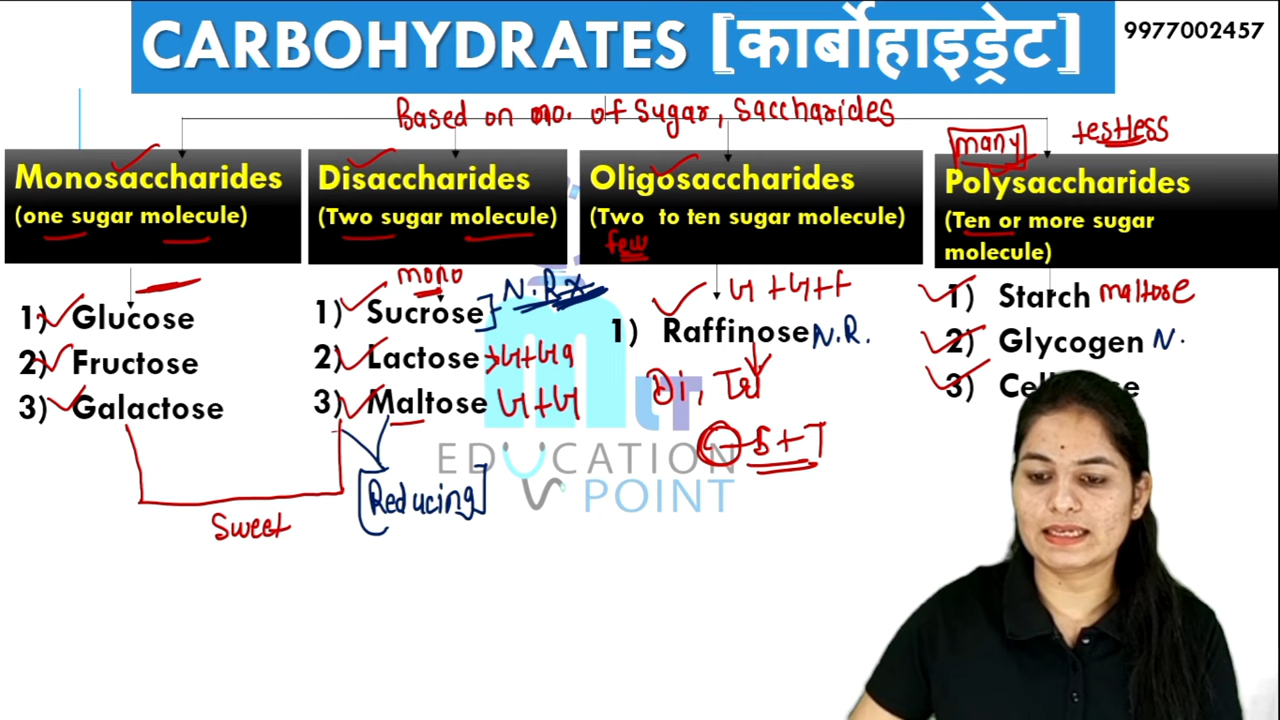 CARBOHYDRATES [कार्बोहाइड्रेट]
9977002457
Based on no. of sugar, saccharides
many
testless
Monosaccharides
(one sugar molecule)
1) Glucose
2) Fructose
3) Galactose
Disaccharides
(Two sugar molecule)
mono
1) Sucrose N.R
2) Lactose
3) Maltose
Sweet
Reducing
Oligosaccharides
(Two to ten sugar molecule)
few
1) Raffinose N.R.
Di,
Polysaccharides
(Ten or more sugar
molecule)
1) Starch maltose
2) Glycogen N.
3)
EDUCATION
POINT